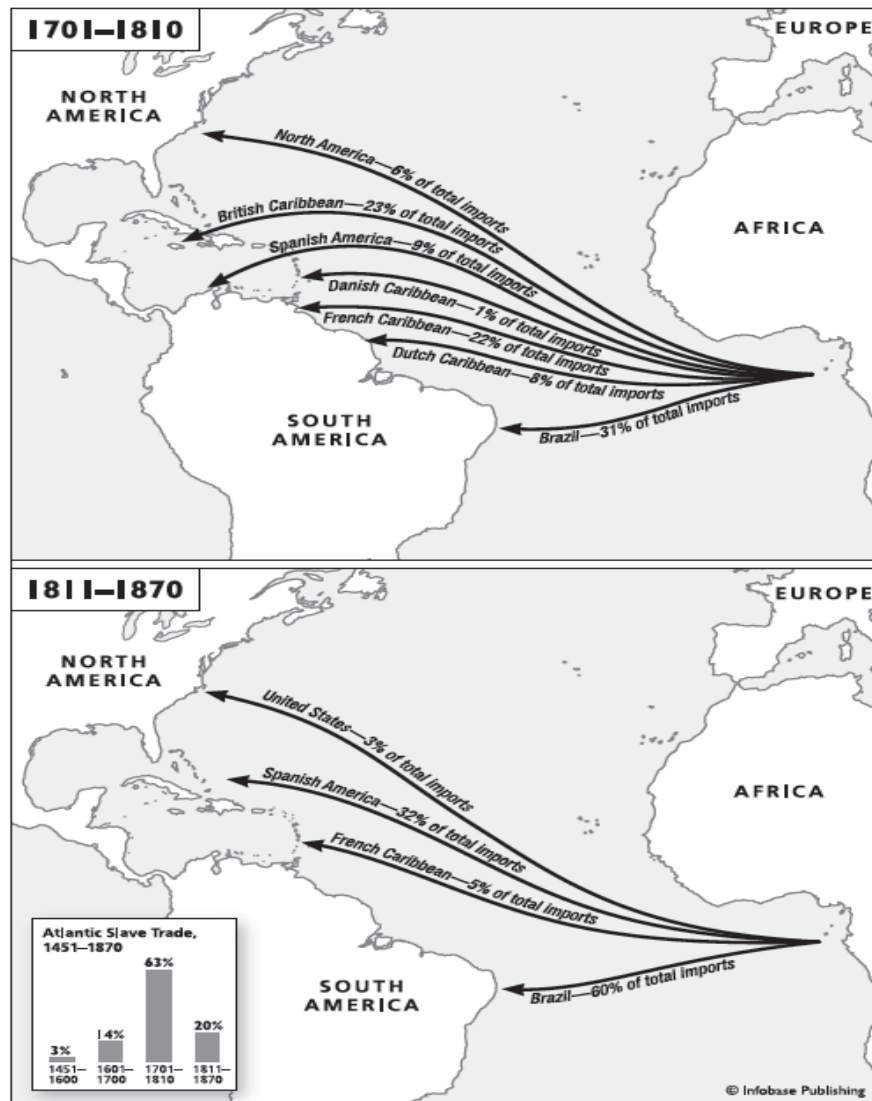 1701–1810
EUROPE
NORTH
AMERICA
North America—6% of total imports
British Caribbean—23% of total imports
Spanish America—9% of total imports
AFRICA
Danish Caribbean—1% of total imports
French Caribbean—22% of total imports
Dutch Caribbean—8% of total imports
SOUTH
AMERICA
Brazil—31% of total imports
1811–1870
EUROPE
NORTH
AMERICA
United States—3% of total imports
Spanish America—32% of total imports
AFRICA
French Caribbean—5% of total imports
SOUTH
AMERICA
Brazil—60% of total imports
Atlantic Slave Trade,
1451–1870
63%
20%
14%
3%
1451– 1601– 1701– 1811–
1600 1700 1810 1870
© Infobase Publishing